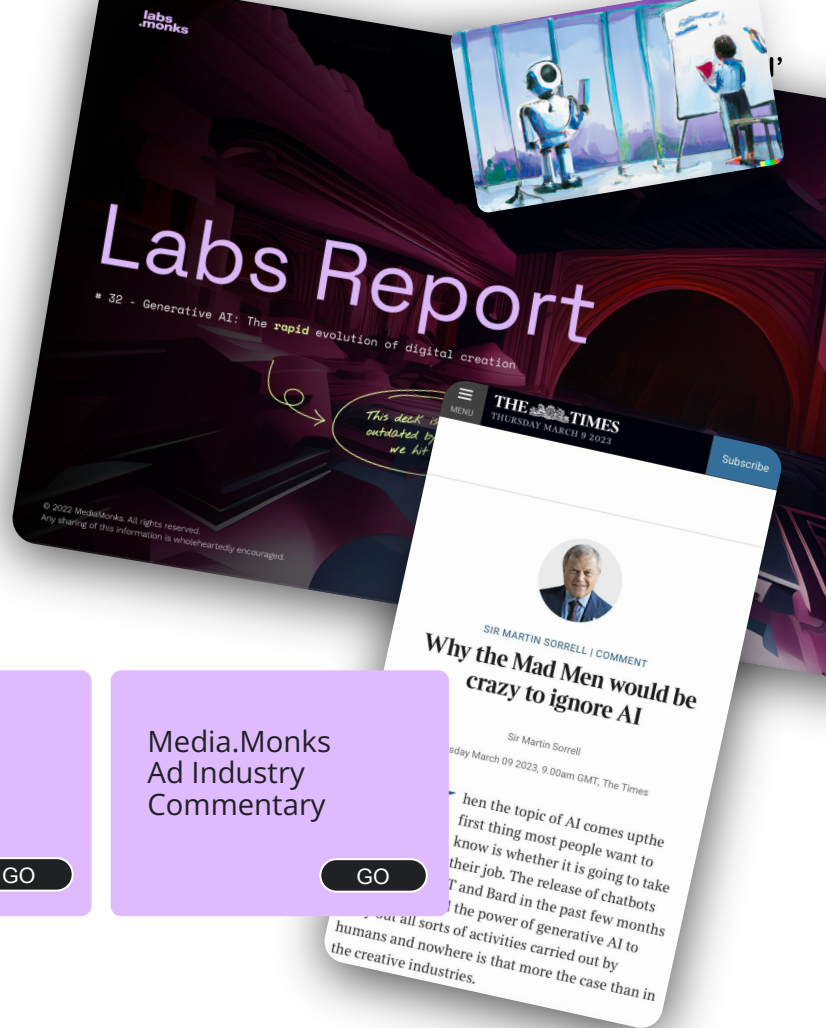 labs
.monks
Labs Report
# 32 - Generative AI: The rapid evolution of digital creation
This deck is
outdated by
we hit
© 2022 MediaMonks. All rights reserved.
Any sharing of this information is wholeheartedly encouraged.
MENU
THE TIMES
THURSDAY MARCH 9 2023
Subscribe
SIR MARTIN SORRELL | COMMENT
Why the Mad Men would be
crazy to ignore AI
Sir Martin Sorrell
March 09 2023, 9.00am GMT, The Times
hen the topic of AI comes upthe
first thing most people want to
know is whether it is going to take
their job. The release of chatbots
T and Bard in the past few months
the power of generative AI to
out all sorts of activities carried out by
humans and nowhere is that more the case than in
the creative industries.
GO
Media.Monks
Ad Industry
Commentary
GO